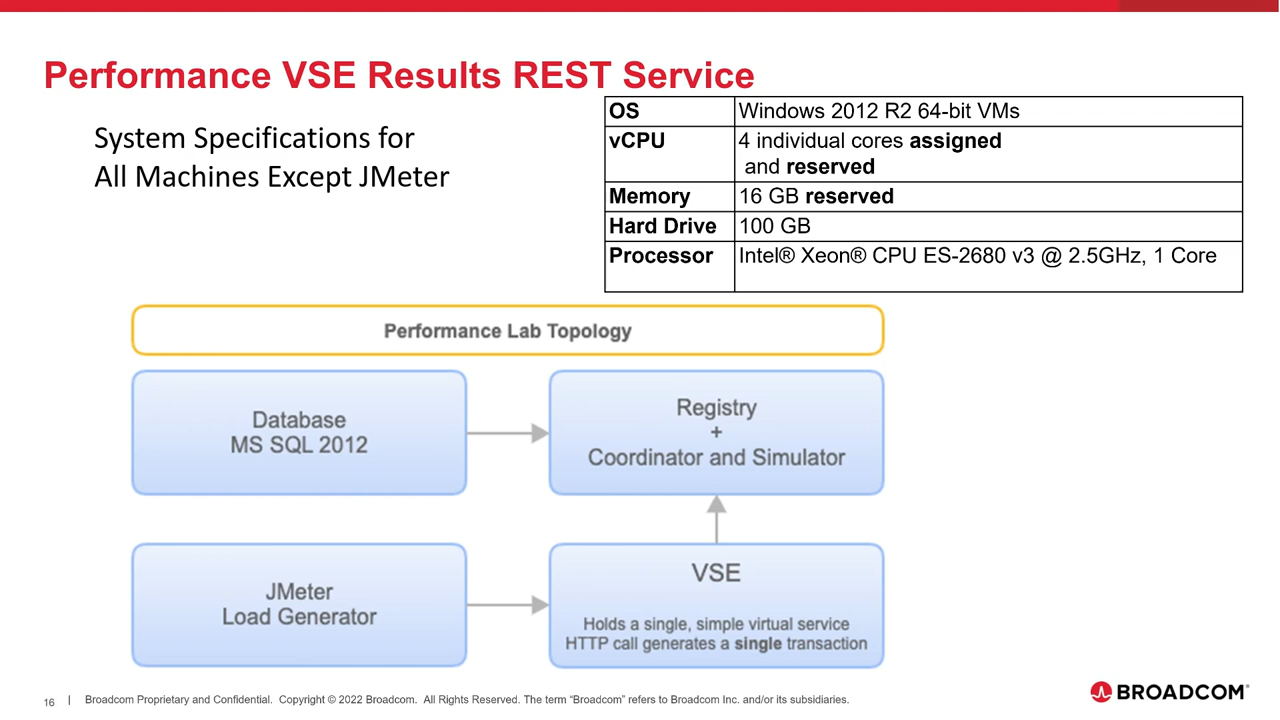 Performance VSE Results REST Service
System Specifications for
All Machines Except JMeter
OS Windows 2012 R2 64-bit VMs
vCPU 4 individual cores assigned
and reserved
Memory 16 GB reserved
Hard Drive 100 GB
Processor Intel® Xeon® CPU ES-2680 v3 @ 2.5GHz, 1 Core
Performance Lab Topology
Database
MS SQL 2012
Registry
+
Coordinator and Simulator
JMeter
Load Generator
VSE
Holds a single, simple virtual service
HTTP call generates a single transaction
16 | Broadcom Proprietary and Confidential. Copyright © 2022 Broadcom. All Rights Reserved. The term “Broadcom” refers to Broadcom Inc. and/or its subsidiaries.
BROADCOM®